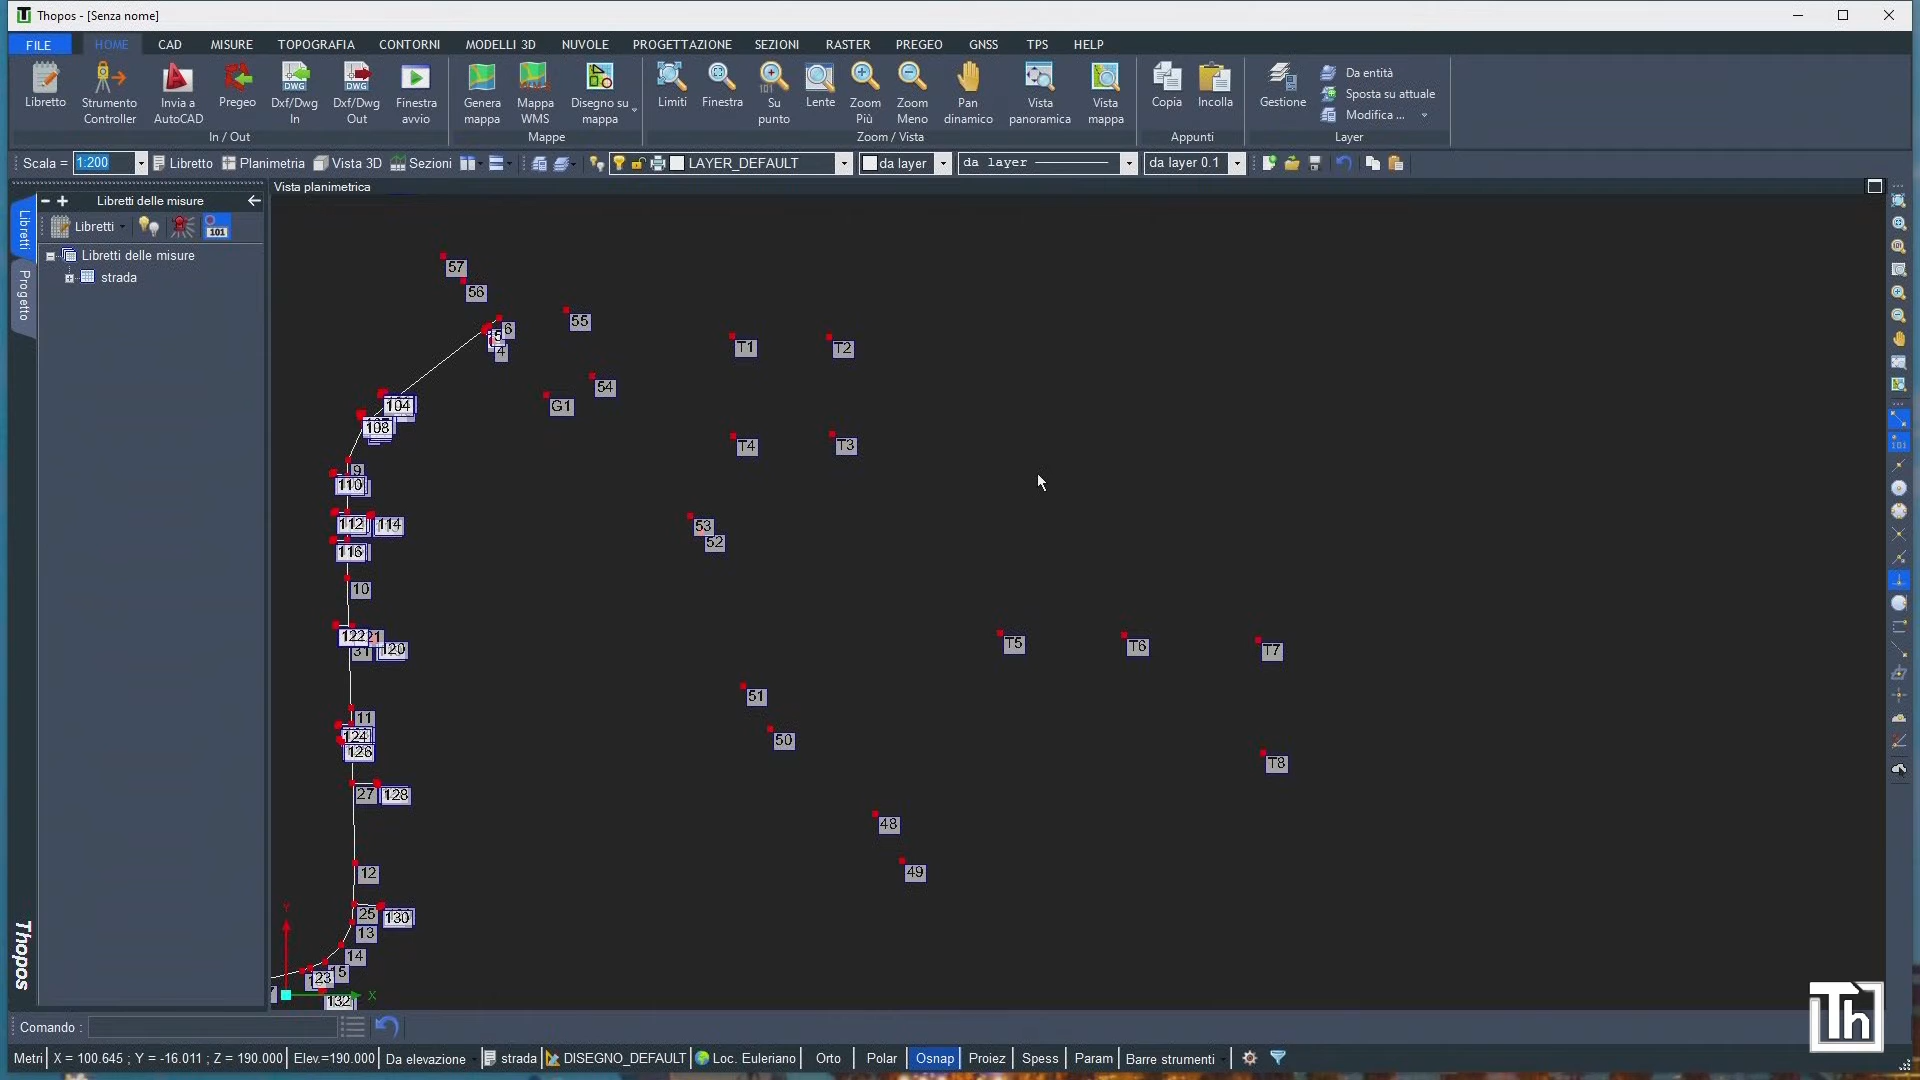 Thopos - [Senza nome]
FILE HOME CAD MISURE TOPOGRAFIA CONTORNI MODELLI 3D NUVOLE PROGETTAZIONE SEZIONI RASTER PREGEO GNSS TPS HELP
Libretto
Strumento Controller
Invia a AutoCAD
Pregeo
Dxf/Dwg In
Dxf/Dwg Out
Finestra avvio
Genera mappa
Mappa WMS
Disegno su mappa
Limiti
Finestra
Su punto
Lente
Zoom Più
Zoom Meno
Pan dinamico
Vista panoramica
Vista mappa
Copia
Incolla
Gestione
Da entità
Sposta su attuale
Modifica ...
In / Out
Mappe
Zoom / Vista
Appunti
Layer
Scala = 1:200 Libretto Planimetria Vista 3D Sezioni LAYER_DEFAULT da layer da layer da layer 0.1
Libretti delle misure
Vista planimetrica
Libretti
Progetto
Libretti
101
Libretti delle misure
strada
57
56
55
6
5
4
T1
T2
54
104
G1
108
T4
T3
9
110
112
114
53
52
116
10
122
21
31
120
T5
T6
T7
51
11
124
126
50
T8
27
128
48
49
12
25
130
13
14
15
23
132
Y
X
Thopos
Th
Comando :
Metri X = 100.645 ; Y = -16.011 ; Z = 190.000 Elev.=190.000 Da elevazione strada DISEGNO_DEFAULT Loc. Euleriano Orto Polar Osnap Proiez Spess Param Barre strumenti